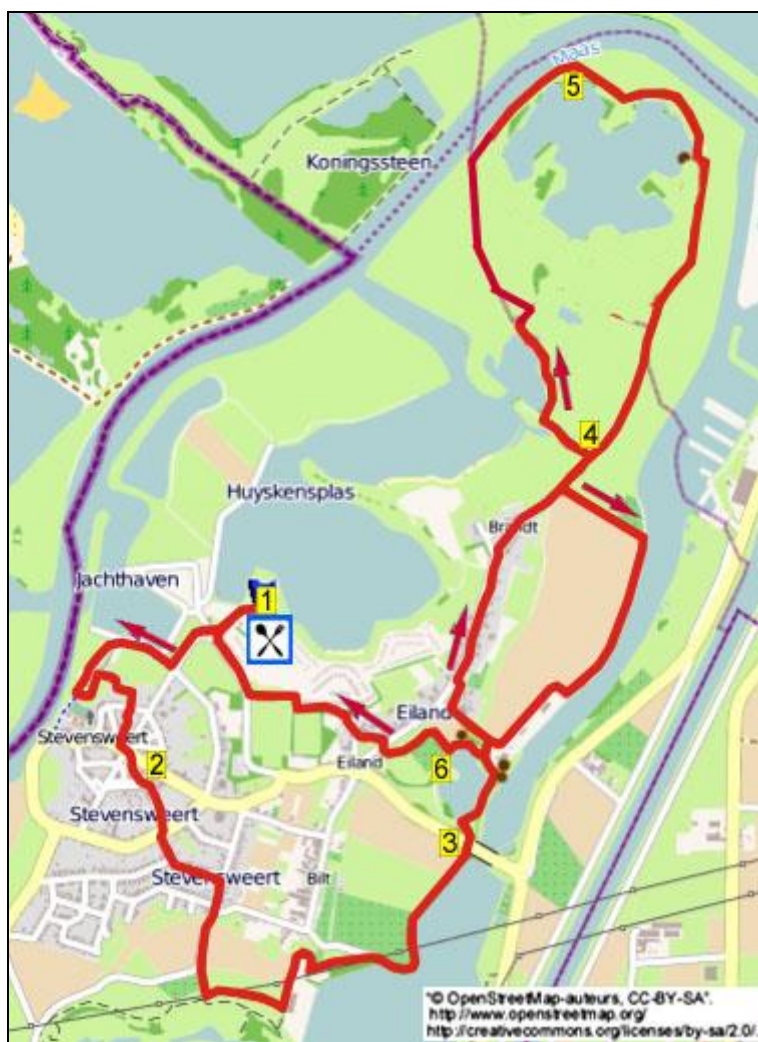 Maas
5
Koningssteen
4
Huyskensplas
Brandt
Jachthaven
1
Eiland
Stevensweert
2
Eiland
6
Stevensweert
3
Stevensweert
Bilt
"© OpenStreetMap-auteurs, CC-BY-SA".
http://www.openstreetmap.org/
http://creativecommons.org/licenses/by-sa/2.0/.